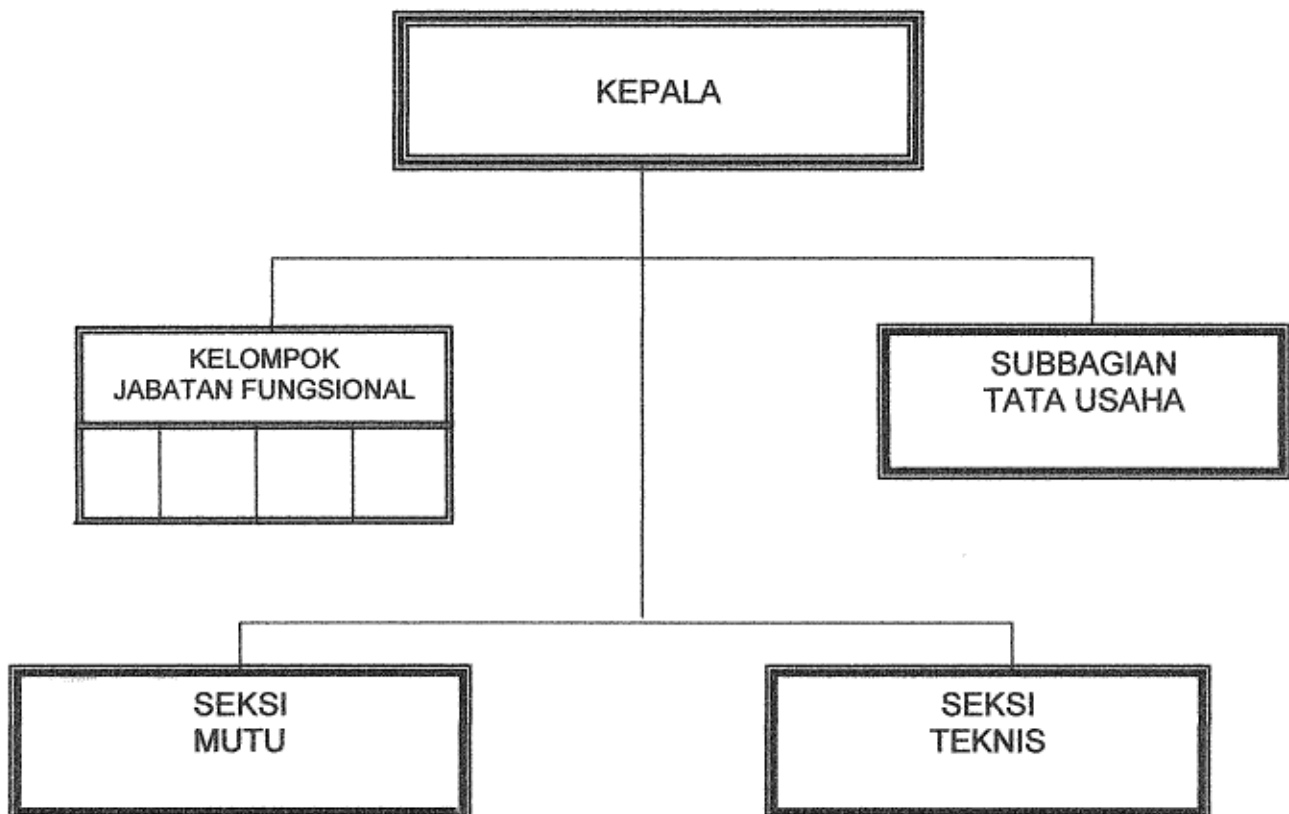 KEPALA
KELOMPOK
JABATAN FUNGSIONAL
SUBBAGIAN
TATA USAHA
SEKSI
MUTU
SEKSI
TEKNIS